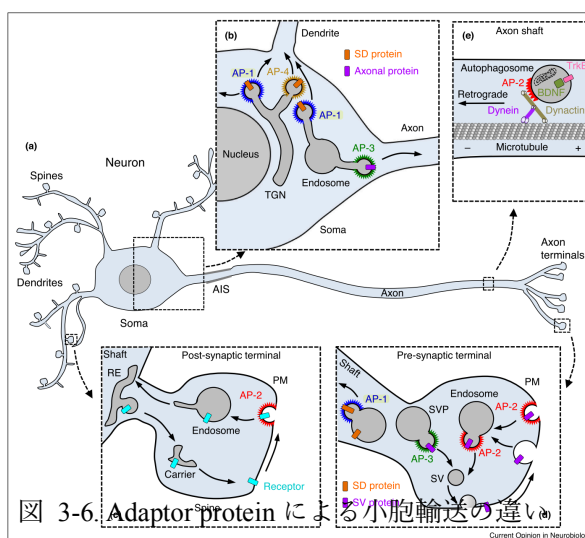 (b)
Dendrite
SD protein
Axonal protein
AP-1
AP-4
AP-1
AP-3
Axon
Nucleus
TGN
Endosome
Soma
(e)
Axon shaft
Autophagosome
TrkB
AP-2
BDNF
Retrograde
Dynein
Dynactin
−
Microtubule
+
(a)
Neuron
Spines
Dendrites
Soma
AIS
Axon
Axon
terminals
Shaft
Post-synaptic terminal
RE
PM
AP-2
Endosome
Carrier
Receptor
Spine
Shaft
Pre-synaptic terminal
PM
AP-1
SVP
Endosome
AP-2
AP-3
AP-2
SV
SV
SD protein
SV protein
(d)
図 3-6. Adaptor protein による小胞輸送の違い
Current Opinion in Neurobiology